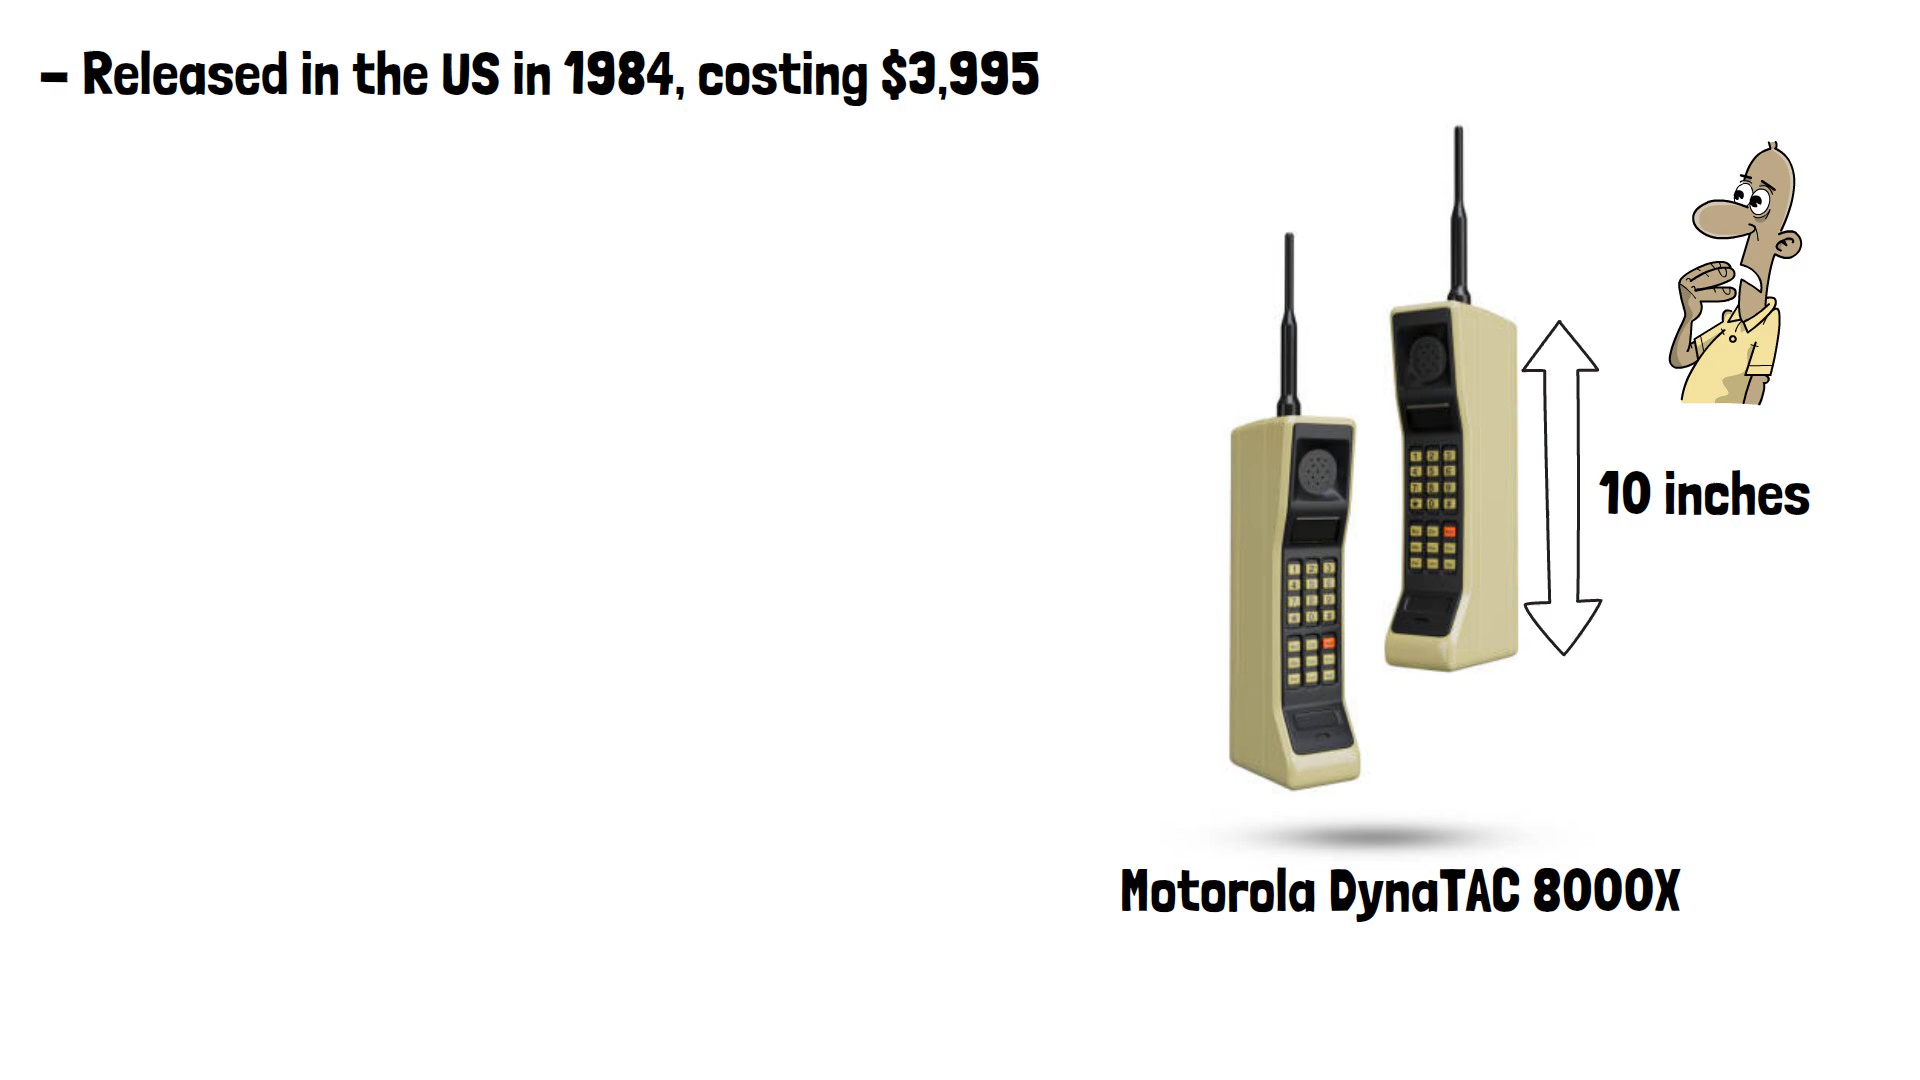 – Released in the US in 1984, costing $3,995
10 inches
Motorola DynaTAC 8000X